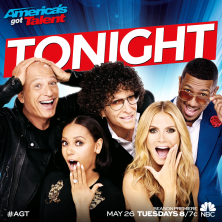 America's
got Talent
TONIGHT
SEASON PREMIERE
#AGT
MAY 26
TUESDAYS 8/7c
NBC